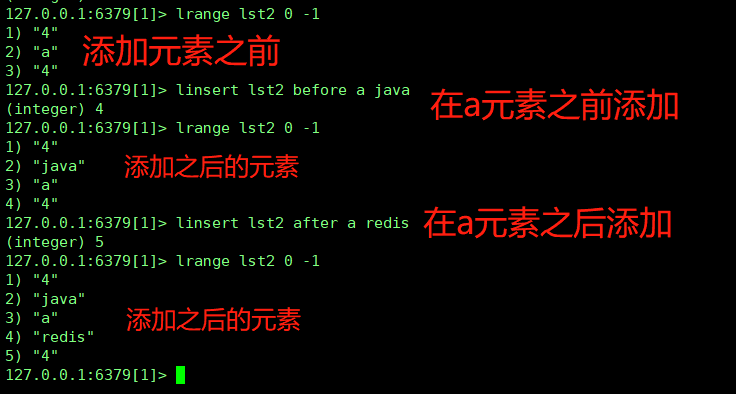 127.0.0.1:6379[1]> lrange lst2 0 -1
1) "4"
2) "a"
3) "4"
添加元素之前
127.0.0.1:6379[1]> linsert lst2 before a java
(integer) 4
在a元素之前添加
127.0.0.1:6379[1]> lrange lst2 0 -1
1) "4"
2) "java"
3) "a"
4) "4"
添加之后的元素
127.0.0.1:6379[1]> linsert lst2 after a redis
(integer) 5
在a元素之后添加
127.0.0.1:6379[1]> lrange lst2 0 -1
1) "4"
2) "java"
3) "a"
4) "redis"
5) "4"
添加之后的元素
127.0.0.1:6379[1]>